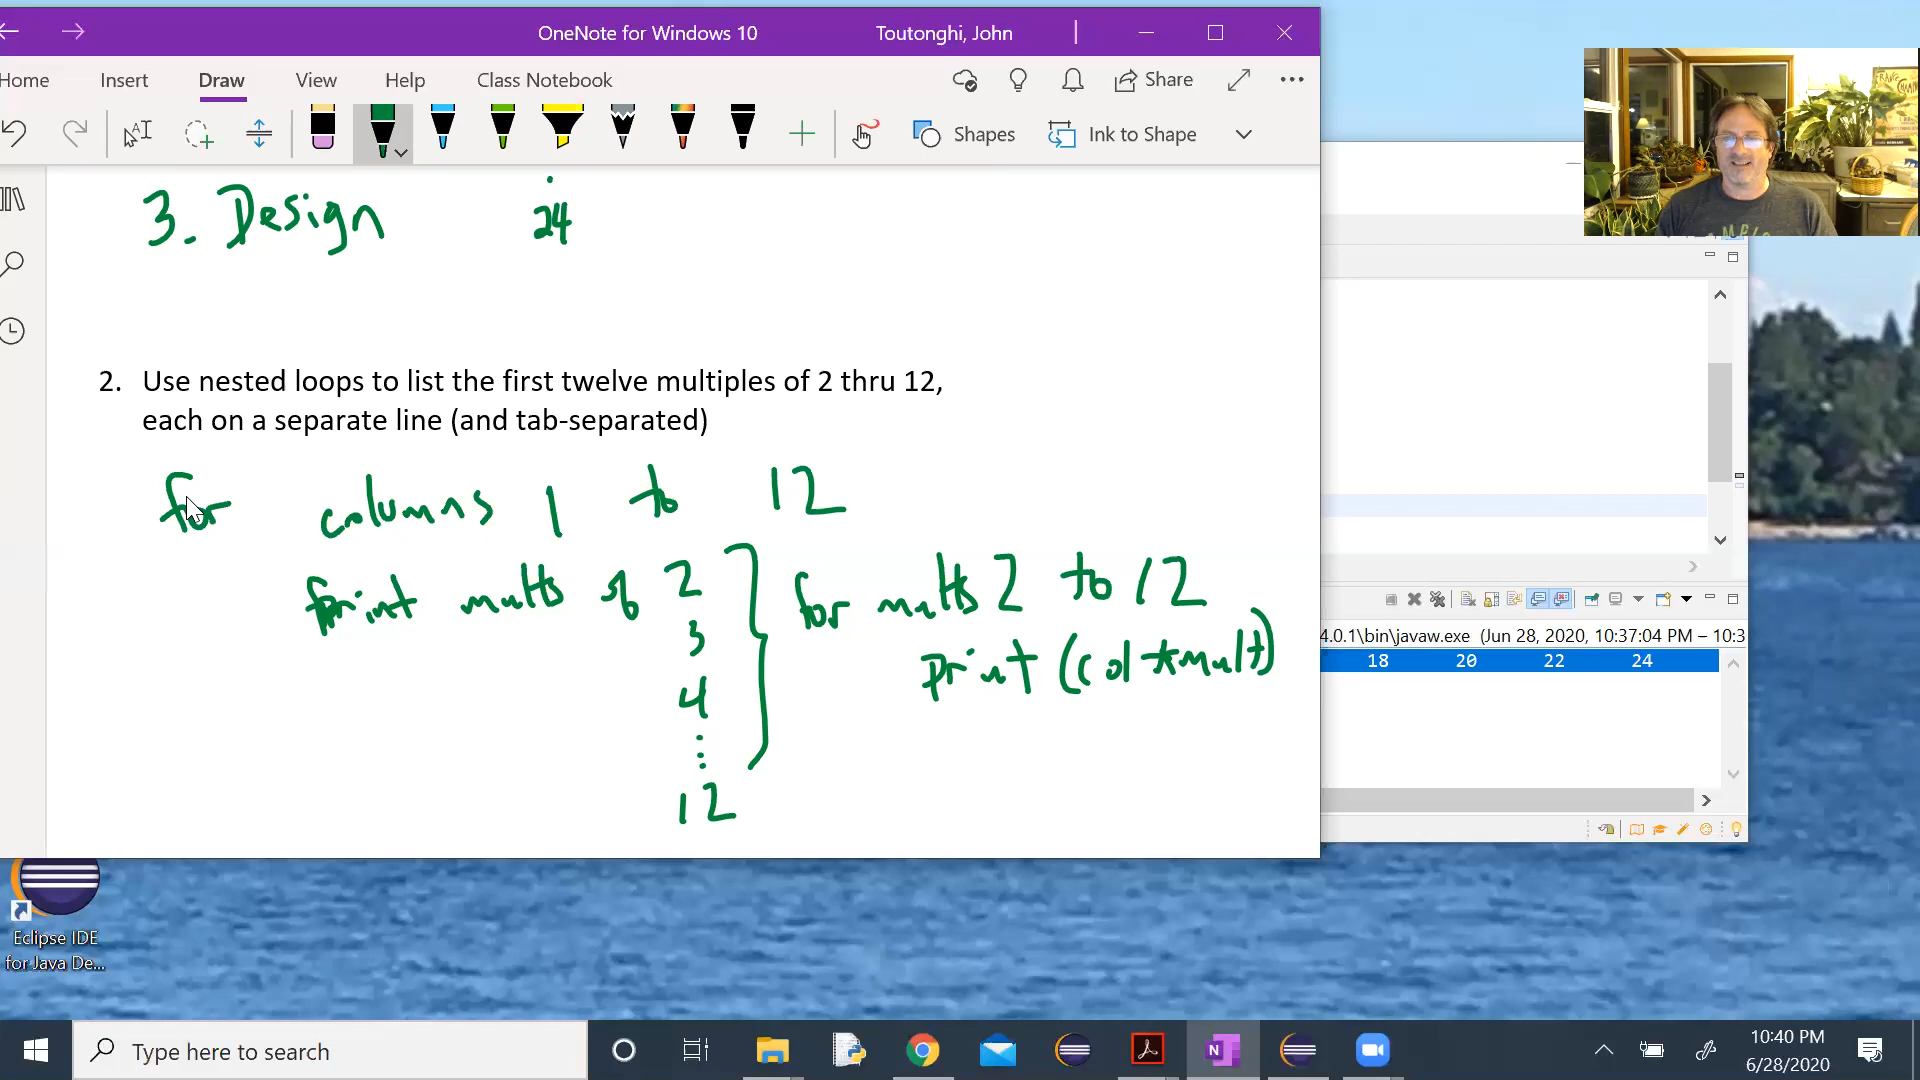 OneNote for Windows 10
Toutonghi, John
Home Insert Draw View Help Class Notebook
Share
Shapes
Ink to Shape
3. Design
24
2. Use nested loops to list the first twelve multiples of 2 thru 12,
each on a separate line (and tab-separated)
for columns 1 to 12
print mults of 2
3
4
⋮
12
for mults 2 to 12
print (col*mult)
4.0.1\bin\javaw.exe (Jun 28, 2020, 10:37:04 PM – 10:3
18 20 22 24
Eclipse IDE
for Java De...
Type here to search
10:40 PM
6/28/2020